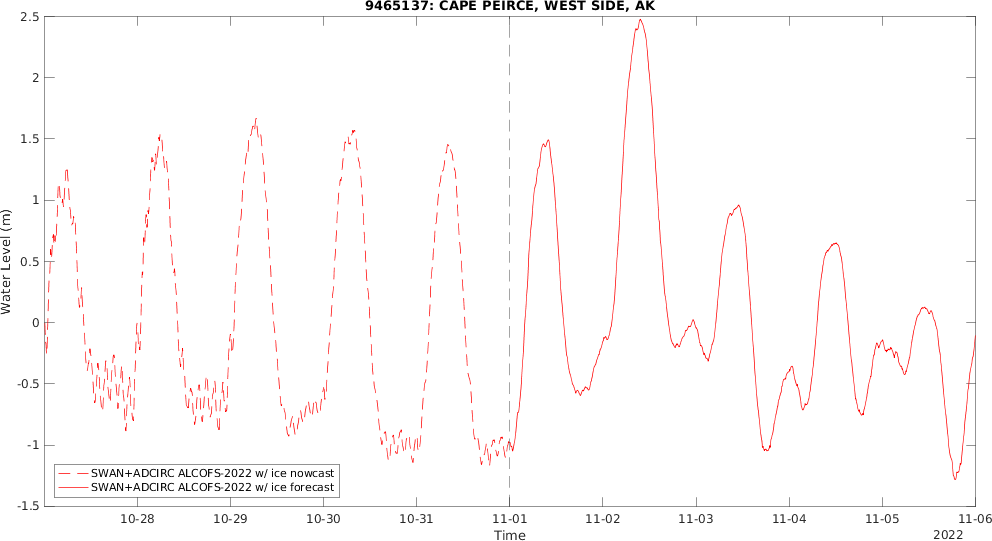 9465137: CAPE PEIRCE, WEST SIDE, AK
2.5
2
1.5
1
0.5
0
-0.5
-1
-1.5
Water Level (m)
SWAN+ADCIRC ALCOFS-2022 w/ ice nowcast
SWAN+ADCIRC ALCOFS-2022 w/ ice forecast
10-28 10-29 10-30 10-31 11-01 11-02 11-03 11-04 11-05 11-06
Time
2022